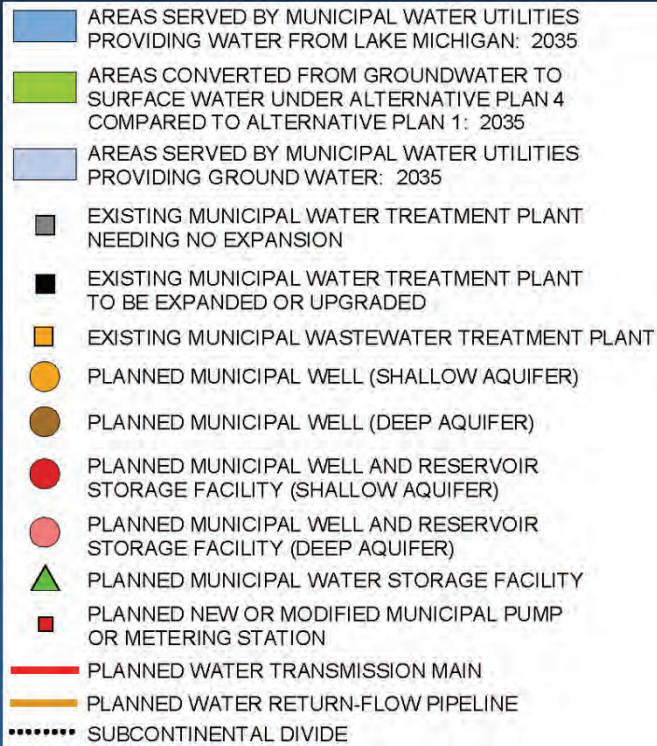 AREAS SERVED BY MUNICIPAL WATER UTILITIES
PROVIDING WATER FROM LAKE MICHIGAN: 2035
AREAS CONVERTED FROM GROUNDWATER TO
SURFACE WATER UNDER ALTERNATIVE PLAN 4
COMPARED TO ALTERNATIVE PLAN 1: 2035
AREAS SERVED BY MUNICIPAL WATER UTILITIES
PROVIDING GROUND WATER: 2035
EXISTING MUNICIPAL WATER TREATMENT PLANT
NEEDING NO EXPANSION
EXISTING MUNICIPAL WATER TREATMENT PLANT
TO BE EXPANDED OR UPGRADED
EXISTING MUNICIPAL WASTEWATER TREATMENT PLANT
PLANNED MUNICIPAL WELL (SHALLOW AQUIFER)
PLANNED MUNICIPAL WELL (DEEP AQUIFER)
PLANNED MUNICIPAL WELL AND RESERVOIR
STORAGE FACILITY (SHALLOW AQUIFER)
PLANNED MUNICIPAL WELL AND RESERVOIR
STORAGE FACILITY (DEEP AQUIFER)
PLANNED MUNICIPAL WATER STORAGE FACILITY
PLANNED NEW OR MODIFIED MUNICIPAL PUMP
OR METERING STATION
PLANNED WATER TRANSMISSION MAIN
PLANNED WATER RETURN-FLOW PIPELINE
SUBCONTINENTAL DIVIDE